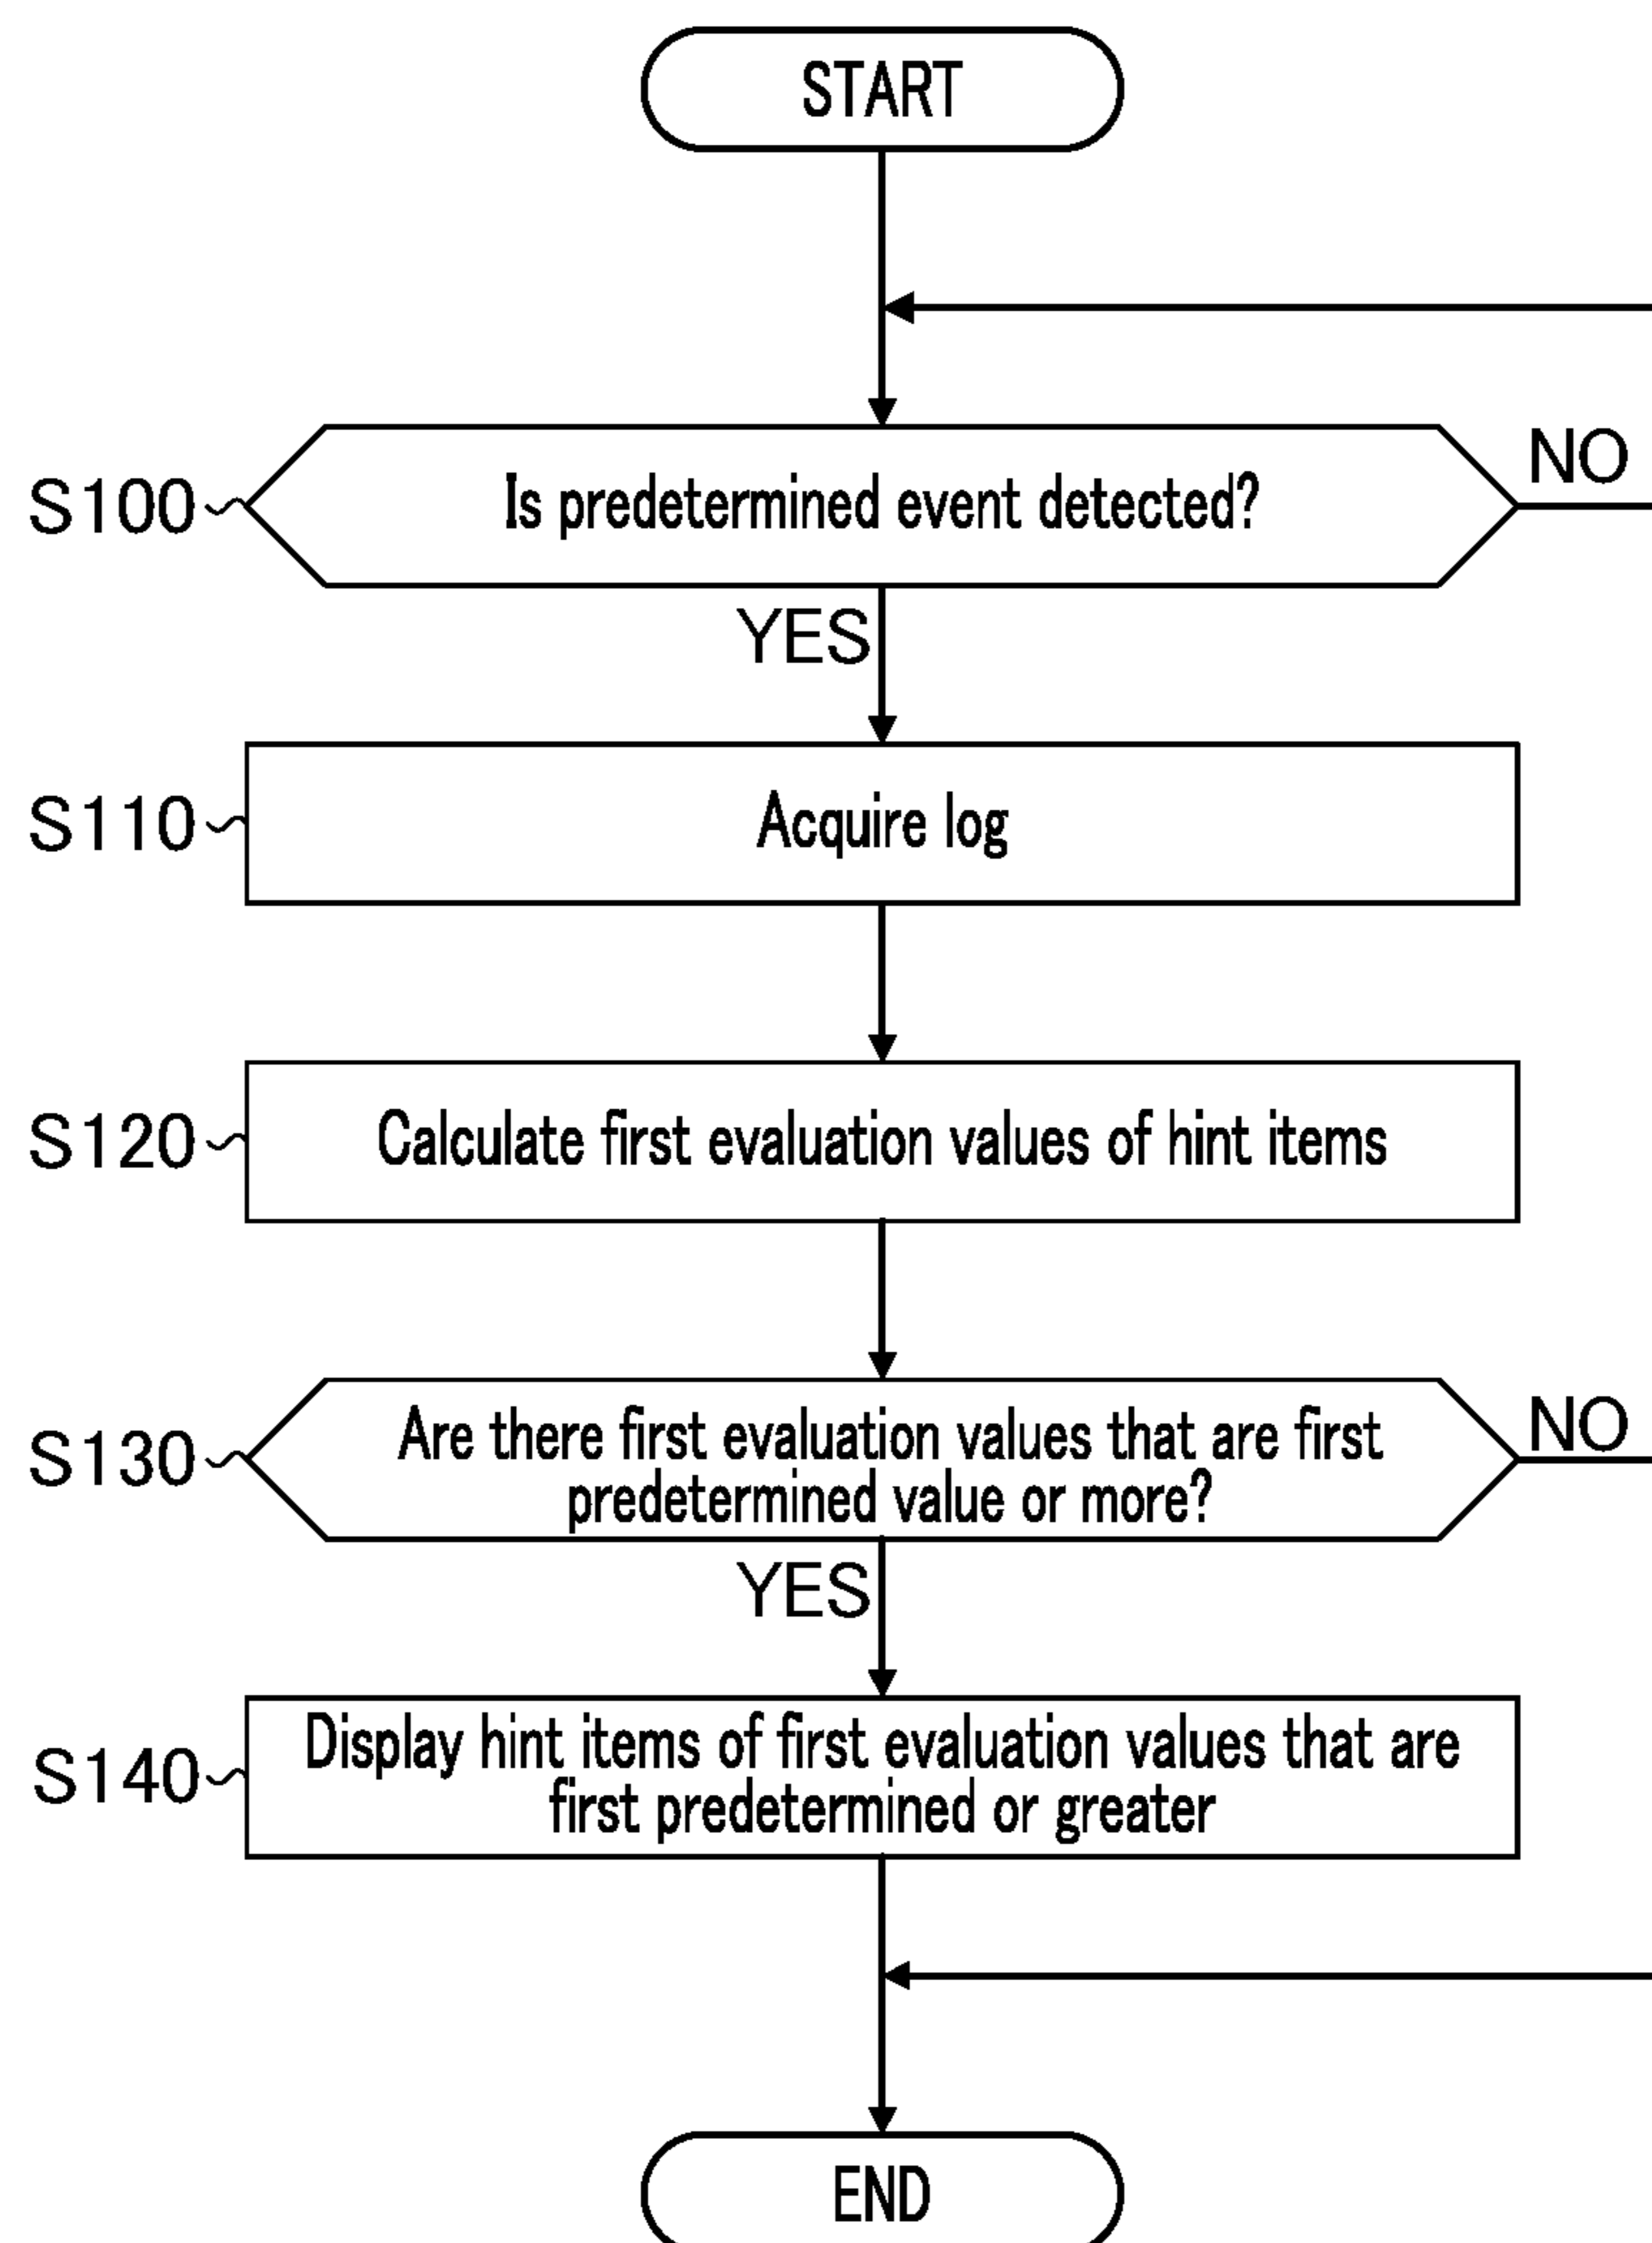 START
S100
Is predetermined event detected?
NO
YES
S110
Acquire log
S120
Calculate first evaluation values of hint items
S130
Are there first evaluation values that are first
predetermined value or more?
NO
YES
S140
Display hint items of first evaluation values that are
first predetermined or greater
END